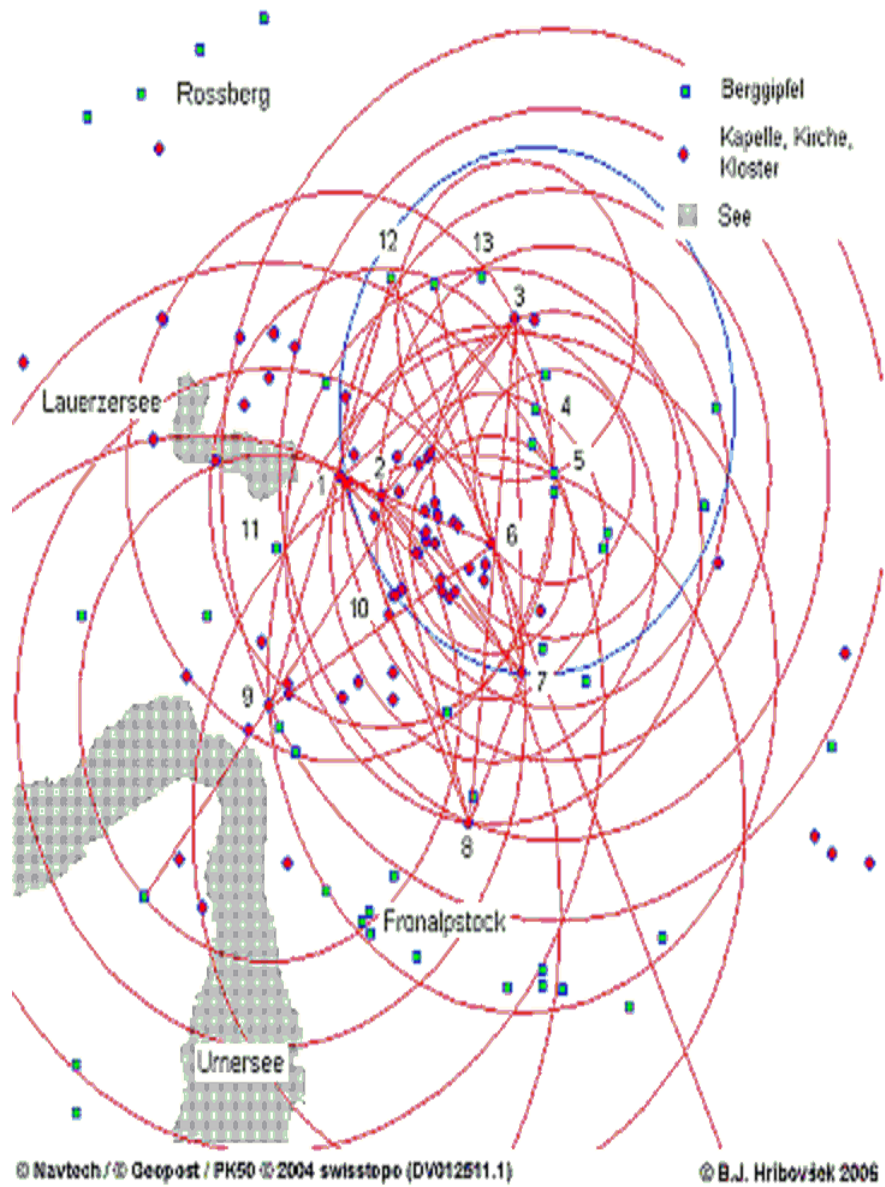 Rossberg
Berggipfel
Kapelle, Kirche,
Kloster
See
12
13
3
Lauerzersee
4
5
2
1
6
11
10
7
9
8
Fronalpstock
Urnersee
© Navtech / © Geopost / PK50 © 2004 swisstopo (DV012511.1)
© B.J. Hribovšek 2006